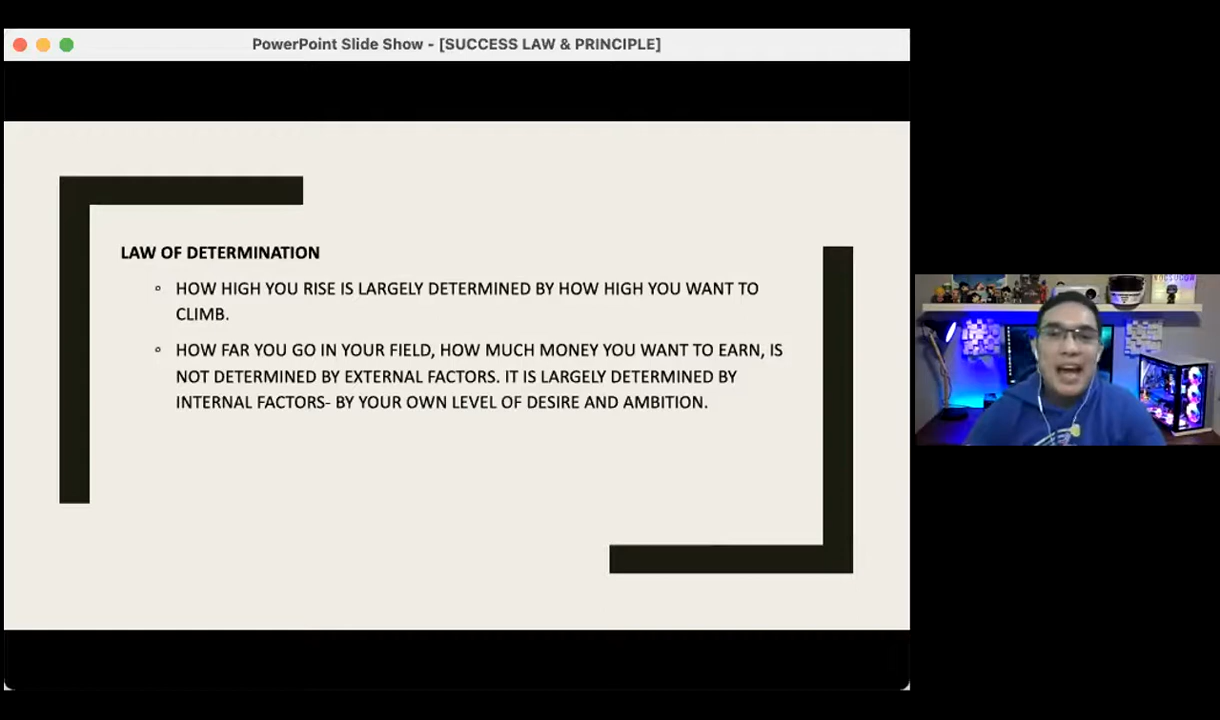 PowerPoint Slide Show - [SUCCESS LAW & PRINCIPLE]
LAW OF DETERMINATION
HOW HIGH YOU RISE IS LARGELY DETERMINED BY HOW HIGH YOU WANT TO
CLIMB.
HOW FAR YOU GO IN YOUR FIELD, HOW MUCH MONEY YOU WANT TO EARN, IS
NOT DETERMINED BY EXTERNAL FACTORS. IT IS LARGELY DETERMINED BY
INTERNAL FACTORS- BY YOUR OWN LEVEL OF DESIRE AND AMBITION.